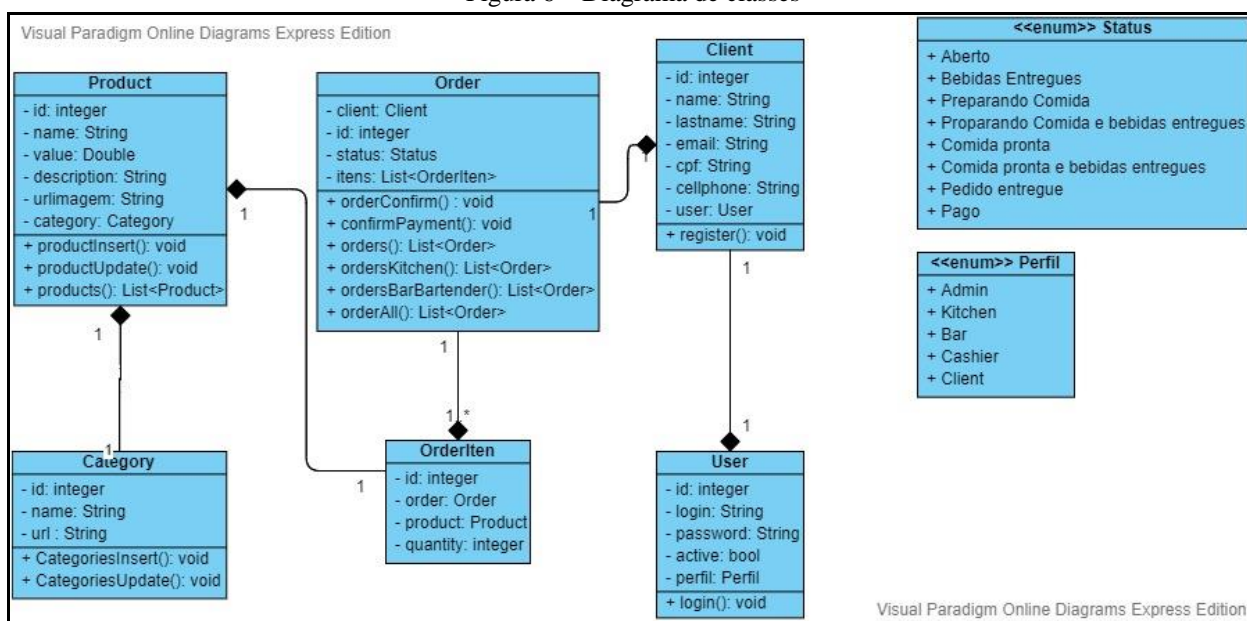 Figura 6 – Diagrama de classes
Visual Paradigm Online Diagrams Express Edition
Product
- id: integer
- name: String
- value: Double
- description: String
- urlimagem: String
- category: Category
+ productInsert(): void
+ productUpdate(): void
+ products(): List<Product>
1
1
1
Category
- id: integer
- name: String
- url : String
+ CategoriesInsert(): void
+ CategoriesUpdate(): void
Order
- client: Client
- id: integer
- status: Status
- itens: List<OrderIten>
+ orderConfirm() : void
+ confirmPayment(): void
+ orders(): List<Order>
+ ordersKitchen(): List<Order>
+ ordersBarBartender(): List<Order>
+ orderAll(): List<Order>
1
1
1
1..*
OrderIten
- id: integer
- order: Order
- product: Product
- quantity: integer
1
Client
- id: integer
- name: String
- lastname: String
- email: String
- cpf: String
- cellphone: String
- user: User
+ register(): void
1
1
User
- id: integer
- login: String
- password: String
- active: bool
- perfil: Perfil
+ login(): void
<<enum>> Status
+ Aberto
+ Bebidas Entregues
+ Preparando Comida
+ Proparando Comida e bebidas entregues
+ Comida pronta
+ Comida pronta e bebidas entregues
+ Pedido entregue
+ Pago
<<enum>> Perfil
+ Admin
+ Kitchen
+ Bar
+ Cashier
+ Client
Visual Paradigm Online Diagrams Express Edition